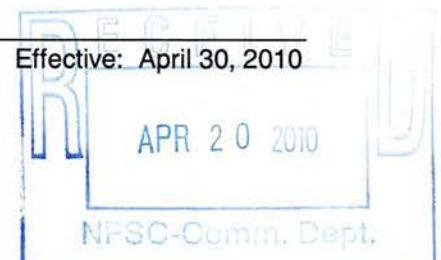 RECEIVED
Effective: April 30, 2010
APR 20 2010
NFSC-Comm. Dept.